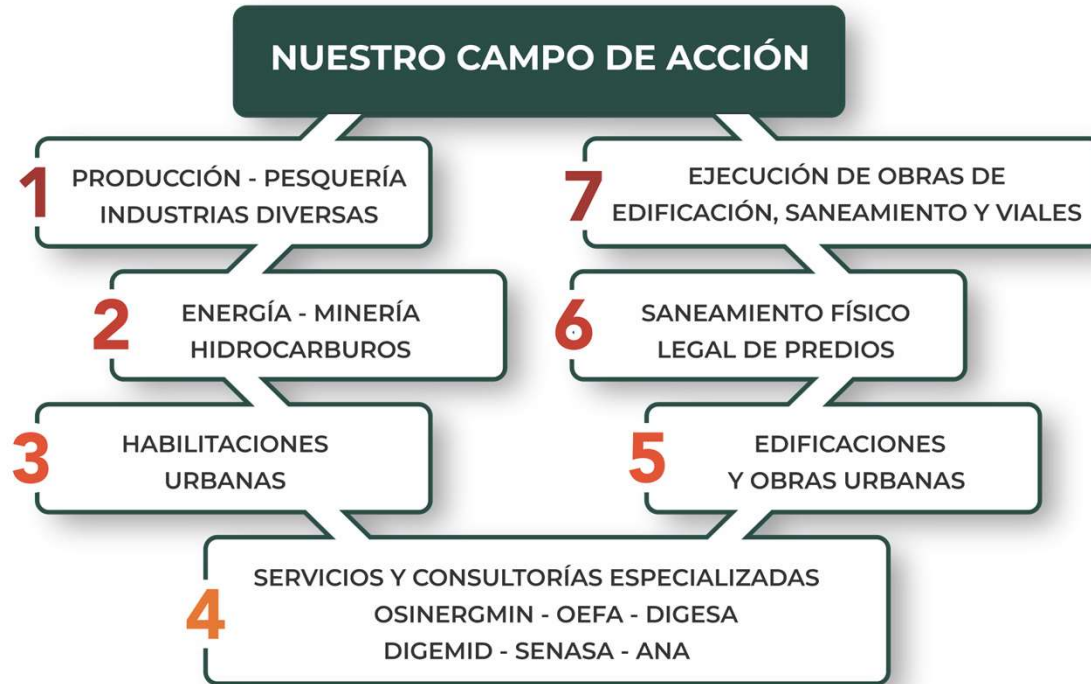 NUESTRO CAMPO DE ACCIÓN
1
PRODUCCIÓN - PESQUERÍA
INDUSTRIAS DIVERSAS
2
ENERGÍA - MINERÍA
HIDROCARBUROS
3
HABILITACIONES
URBANAS
4
SERVICIOS Y CONSULTORÍAS ESPECIALIZADAS
OSINERGMIN - OEFA - DIGESA
DIGEMID - SENASA - ANA
5
EDIFICACIONES
Y OBRAS URBANAS
6
SANEAMIENTO FÍSICO
LEGAL DE PREDIOS
7
EJECUCIÓN DE OBRAS DE
EDIFICACIÓN, SANEAMIENTO Y VIALES